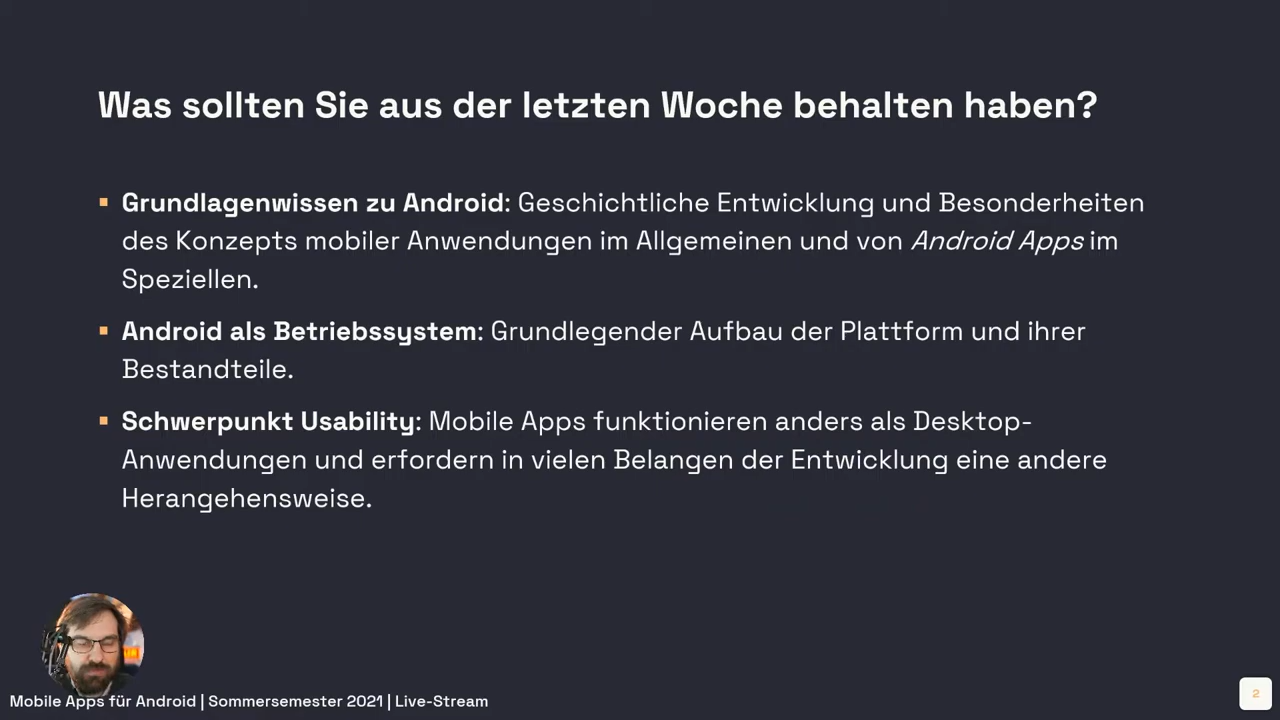 Was sollten Sie aus der letzten Woche behalten haben?
▪ Grundlagenwissen zu Android: Geschichtliche Entwicklung und Besonderheiten
des Konzepts mobiler Anwendungen im Allgemeinen und von Android Apps im
Speziellen.
▪ Android als Betriebssystem: Grundlegender Aufbau der Plattform und ihrer
Bestandteile.
▪ Schwerpunkt Usability: Mobile Apps funktionieren anders als Desktop-
Anwendungen und erfordern in vielen Belangen der Entwicklung eine andere
Herangehensweise.
Mobile Apps für Android | Sommersemester 2021 | Live-Stream
2